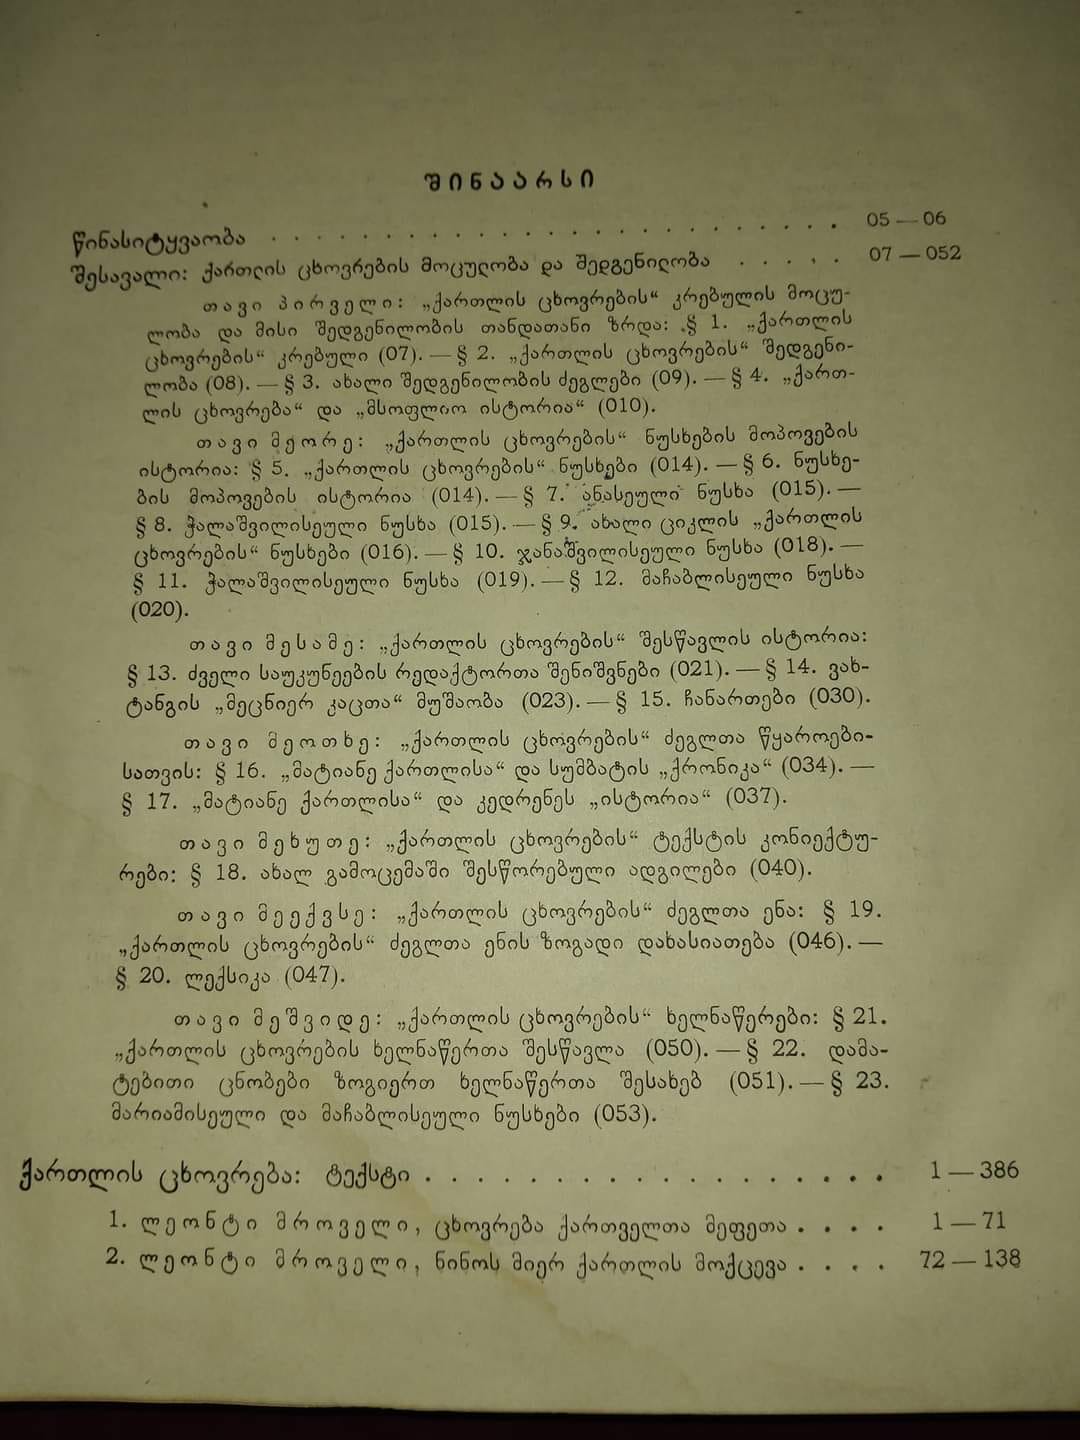 შინაარსი
წინასიტყვაობა . . . . . . . . . . . . . . . . . . . . . . . 05 — 06
შესავალი: ქართლის ცხოვრების მოცულობა და შედგენილობა . . . . . 07 — 052
თავი პირველი: „ქართლის ცხოვრების“ კრებულის მოცუ-
ლობა და მისი შედგენილობის თანდათანი ზრდა: § 1. „ქართლის
ცხოვრების“ კრებული (07). — § 2. „ქართლის ცხოვრების“ შედგენი-
ლობა (08). — § 3. ახალი შედგენილობის ძეგლები (09). — § 4. „ქართ-
ლის ცხოვრება“ და „მსოფლიო ისტორია“ (010).
თავი მეორე: „ქართლის ცხოვრების“ ნუსხების მოპოვების
ისტორია: § 5. „ქართლის ცხოვრების“ ნუსხები (014). — § 6. ნუსხე-
ბის მოპოვების ისტორია (014). — § 7. ანასეული ნუსხა (015). —
§ 8. ჭალაშვილისეული ნუსხა (015). — § 9. ახალი ციკლის „ქართლის
ცხოვრების“ ნუსხები (016). — § 10. ჯანაშვილისეული ნუსხა (018). —
§ 11. ჭალაშვილისეული ნუსხა (019). — § 12. მაჩაბლისეული ნუსხა
(020).
თავი მესამე: „ქართლის ცხოვრების“ შესწავლის ისტორია:
§ 13. ძველი საუკუნეების რედაქტორთა შენიშვნები (021). — § 14. ვახ-
ტანგის „მეცნიერ კაცთა“ მუშაობა (023). — § 15. ჩანართები (030).
თავი მეოთხე: „ქართლის ცხოვრების“ ძეგლთა წყაროები-
სათვის: § 16. „მატიანე ქართლისა“ და სუმბატის „ქრონიკა“ (034). —
§ 17. „მატიანე ქართლისა“ და კედრენეს „ისტორია“ (037).
თავი მეხუთე: „ქართლის ცხოვრების“ ტექსტის კონიექტუ-
რები: § 18. ახალ გამოცემაში შესწორებული ადგილები (040).
თავი მეექვსე: „ქართლის ცხოვრების“ ძეგლთა ენა: § 19.
„ქართლის ცხოვრების“ ძეგლთა ენის ზოგადი დახასიათება (046). —
§ 20. ლექსიკა (047).
თავი მეშვიდე: „ქართლის ცხოვრების“ ხელნაწერები: § 21.
„ქართლის ცხოვრების ხელნაწერთა შესწავლა (050). — § 22. დამა-
ტებითი ცნობები ზოგიერთ ხელნაწერთა შესახებ (051). — § 23.
მარიამისეული და მაჩაბლისეული ნუსხები (053).
ქართლის ცხოვრება: ტექსტი . . . . . . . . . . . . . . . . . . 1 — 386
1. ლეონტი მროველი, ცხოვრება ქართველთა მეფეთა . . . . 1 — 71
2. ლეონტი მროველი, ნინოს მიერ ქართლის მოქცევა . . . . 72 — 138